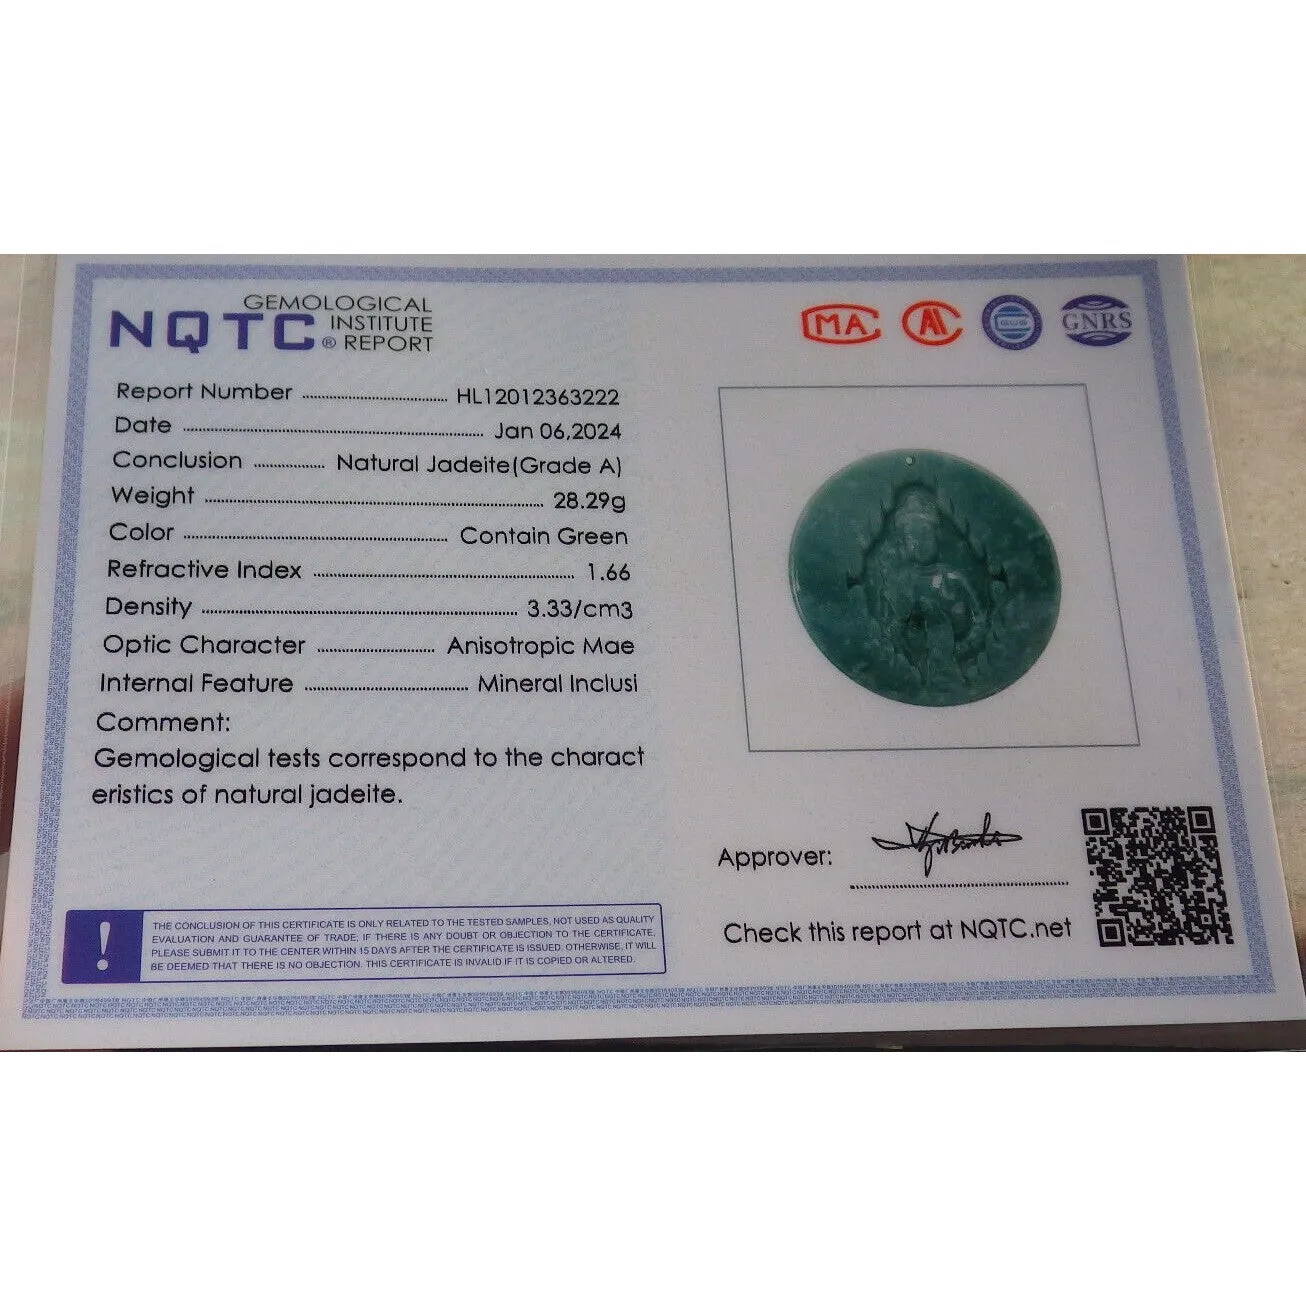 NQTC ® GEMOLOGICAL INSTITUTE REPORT
MA
GNRS
Report Number HL12012363222
Date Jan 06,2024
Conclusion Natural Jadeite(Grade A)
Weight 28.29g
Color Contain Green
Refractive Index 1.66
Density 3.33/cm3
Optic Character Anisotropic Mae
Internal Feature Mineral Inclusi
Comment:
Gemological tests correspond to the charact
eristics of natural jadeite.
Approver:
Check this report at NQTC.net
!
THE CONCLUSION OF THIS CERTIFICATE IS ONLY RELATED TO THE TESTED SAMPLES, NOT USED AS QUALITY
EVALUATION AND GUARANTEE OF TRADE; IF THERE IS ANY DOUBT OR OBJECTION TO THE CERTIFICATE,
PLEASE SUBMIT IT TO THE CENTER WITHIN 15 DAYS AFTER THE CERTIFICATE IS ISSUED. OTHERWISE, IT WILL
BE DEEMED THAT THERE IS NO OBJECTION. THIS CERTIFICATE IS INVALID IF IT IS COPIED OR ALTERED.